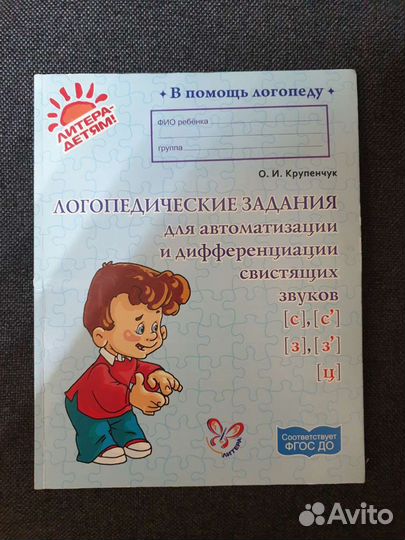 В помощь логопеду
ЛИТЕРА-
ДЕТЯМ!
ФИО ребёнка
группа
О. И. Крупенчук
ЛОГОПЕДИЧЕСКИЕ ЗАДАНИЯ
для автоматизации
и дифференциации
свистящих
звуков
[с], [с']
[з], [з']
[ц]
ЛИТЕРА
Соответствует
ФГОС ДО
Avito